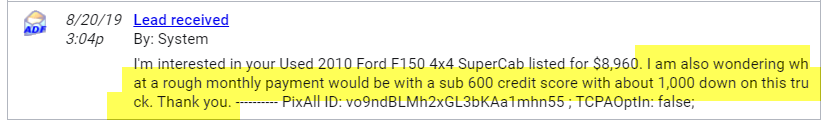 8/20/19 Lead received
3:04p By: System
ADF
I'm interested in your Used 2010 Ford F150 4x4 SuperCab listed for $8,960. I am also wondering wh
at a rough monthly payment would be with a sub 600 credit score with about 1,000 down on this tru
ck. Thank you. ---------- PixAll ID: vo9ndBLMh2xGL3bKAa1mhn55 ; TCPAOptIn: false;